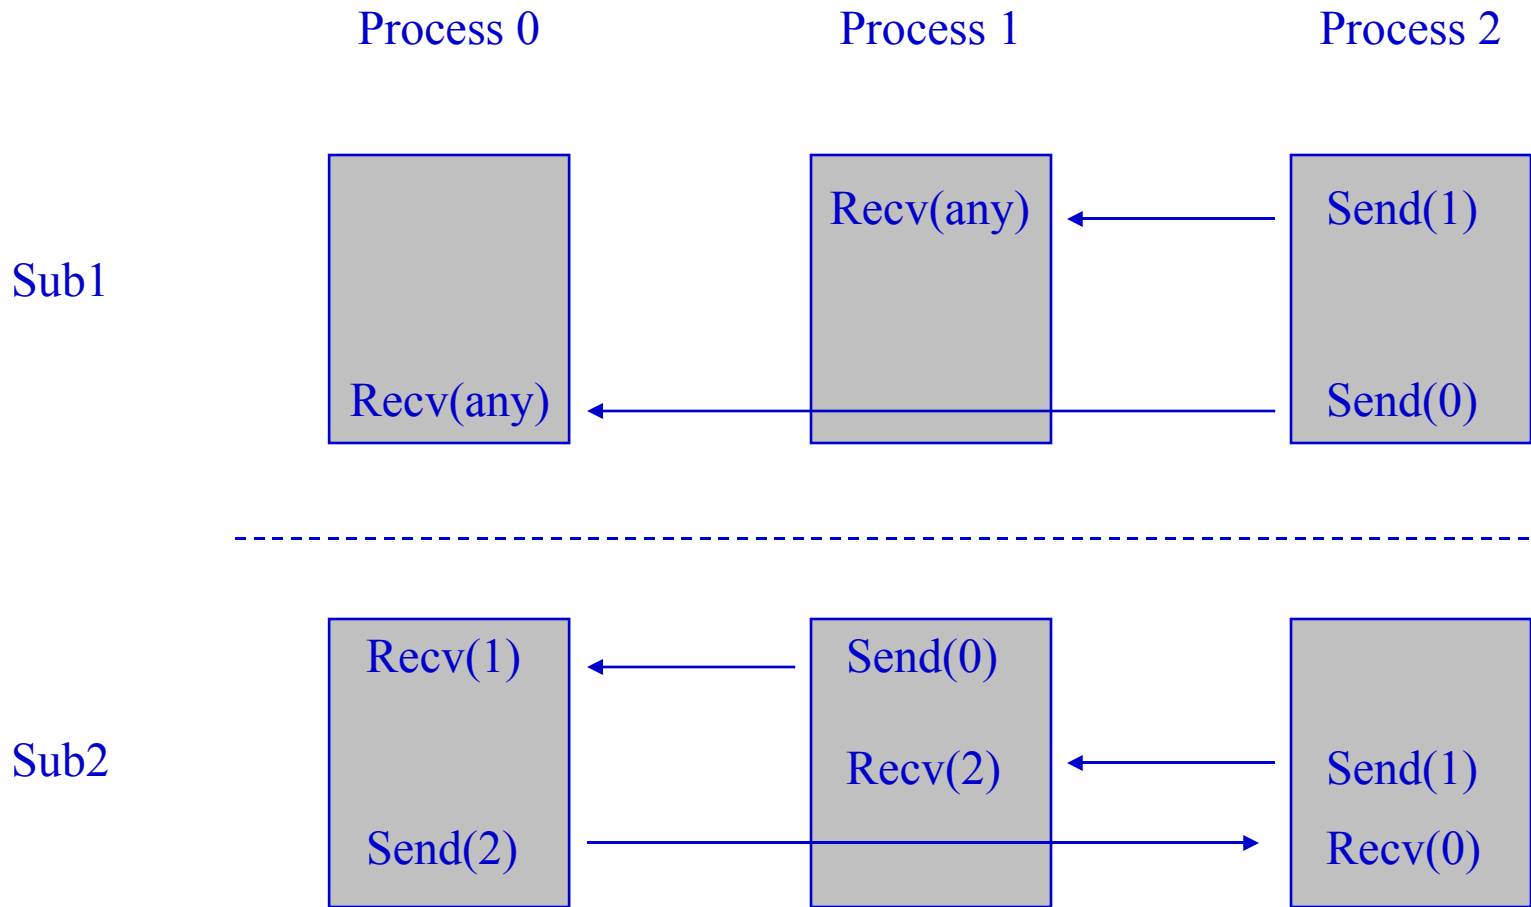 Process 0 Process 1 Process 2
Recv(any) Send(1)
Sub1
Recv(any) Send(0)
Recv(1) Send(0)
Sub2 Recv(2) Send(1)
Send(2) Recv(0)